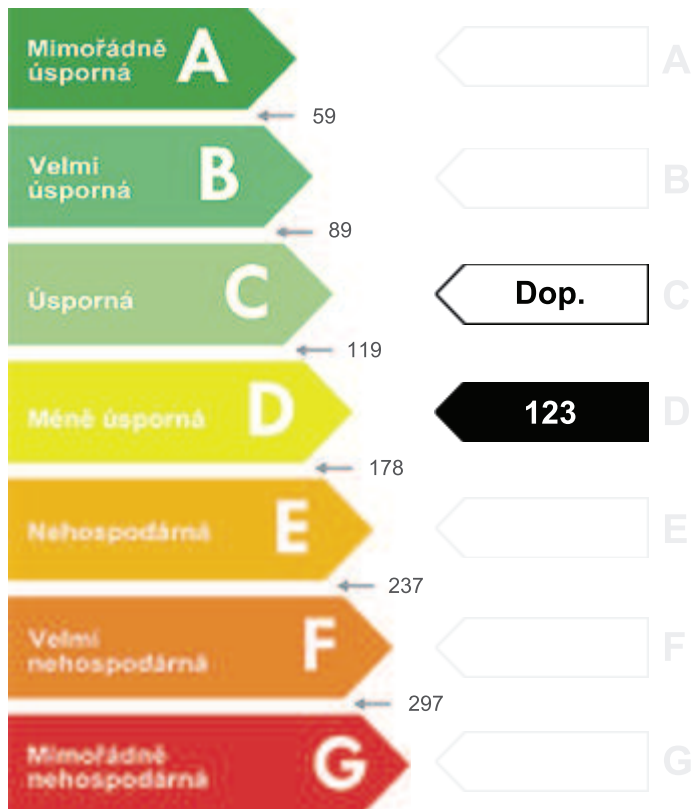 Mimořádně
úsporná
A
A
59
Velmi
úsporná
B
B
89
Úsporná
C
Dop.
C
119
Méně úsporná
D
123
D
178
Nehospodárná
E
E
237
Velmi
nehospodárná
F
F
297
Mimořádně
nehospodárná
G
G